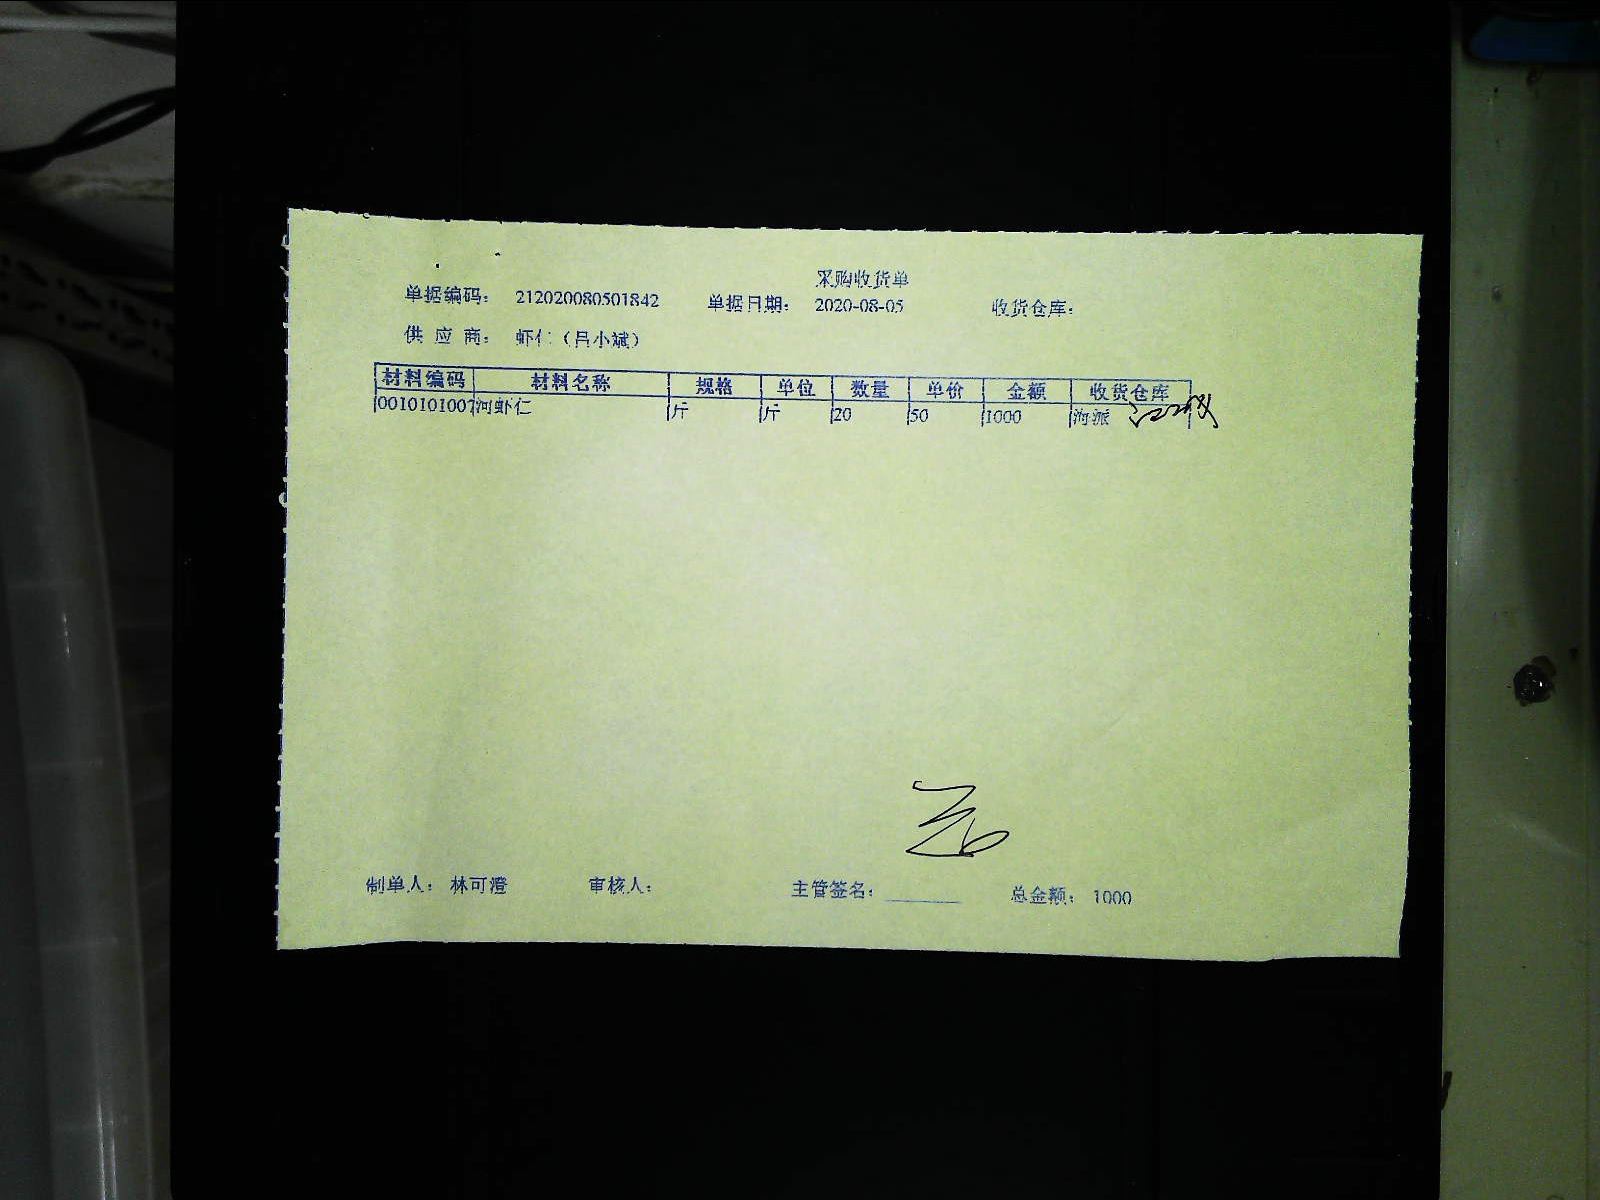 采购收货单
单据编码： 212020080501842 单据日期： 2020-08-05 收货仓库：
供 应 商： 虾仁（吕小斌）
材料编码 材料名称 规格 单位 数量 单价 金额 收货仓库
0010101007 河虾仁 斤 斤 20 50 1000 海派
制单人： 林可澄 审核人： 主管签名：______ 总金额： 1000